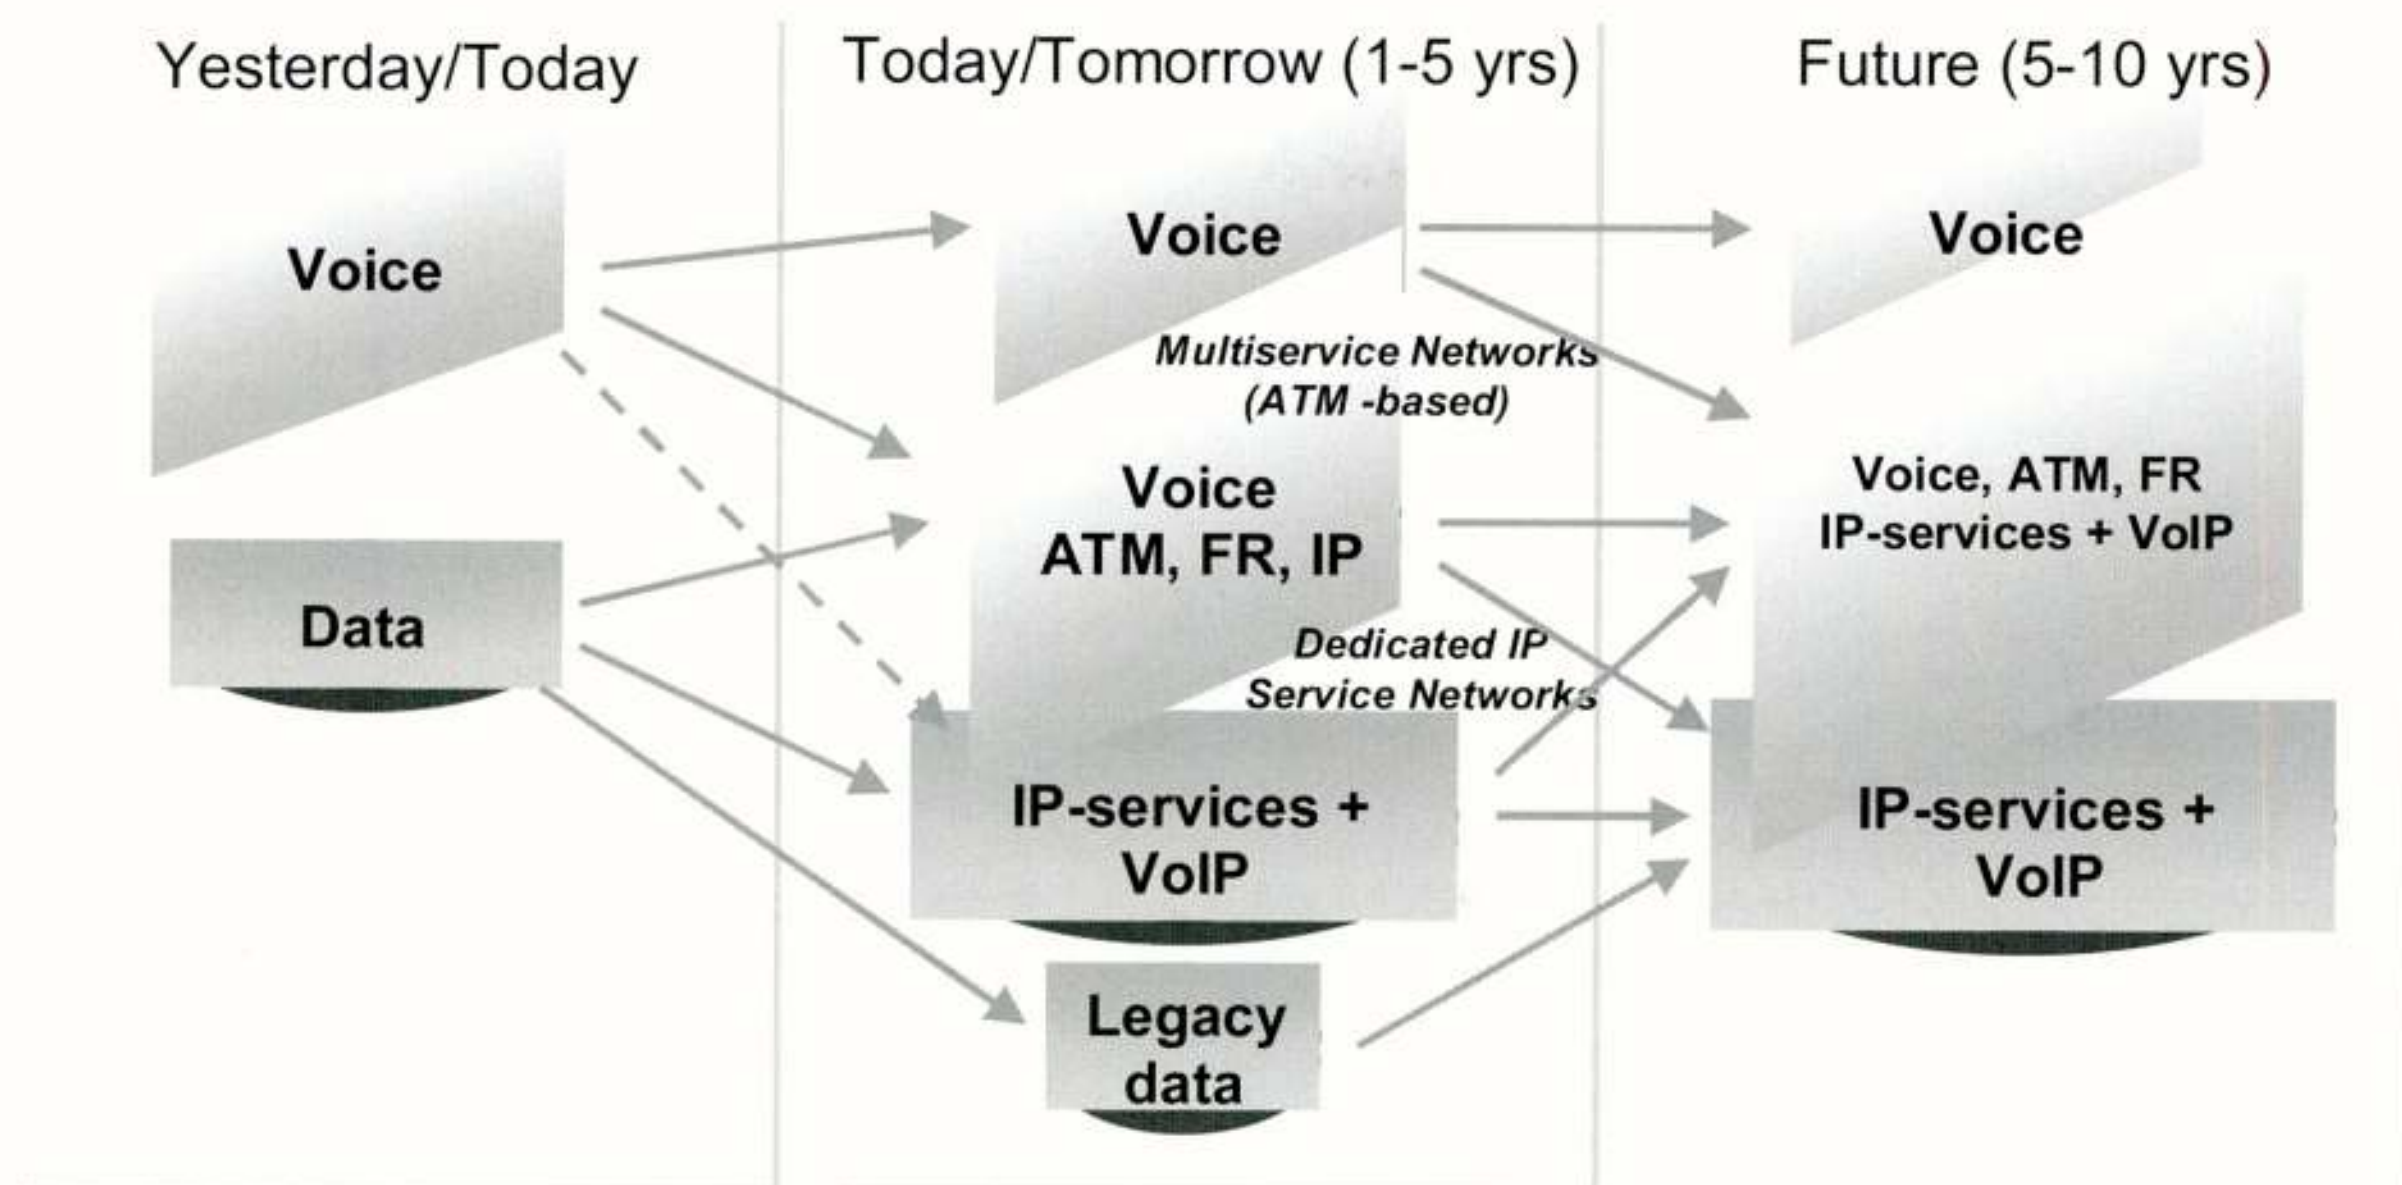 Yesterday/Today
Today/Tomorrow (1-5 yrs)
Future (5-10 yrs)
Voice
Data
Voice
Multiservice Networks
(ATM -based)
Voice
ATM, FR, IP
Dedicated IP
Service Networks
IP-services +
VoIP
Legacy
data
Voice
Voice, ATM, FR
IP-services + VoIP
IP-services +
VoIP